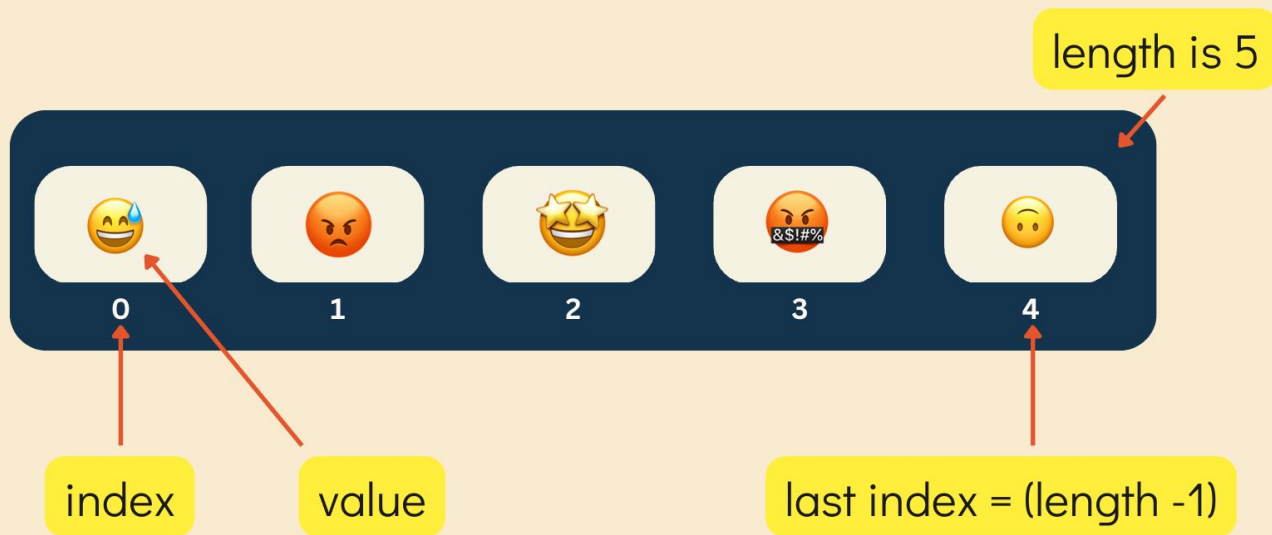 length is 5
&$!#%
0 1 2 3 4
index value last index = (length -1)